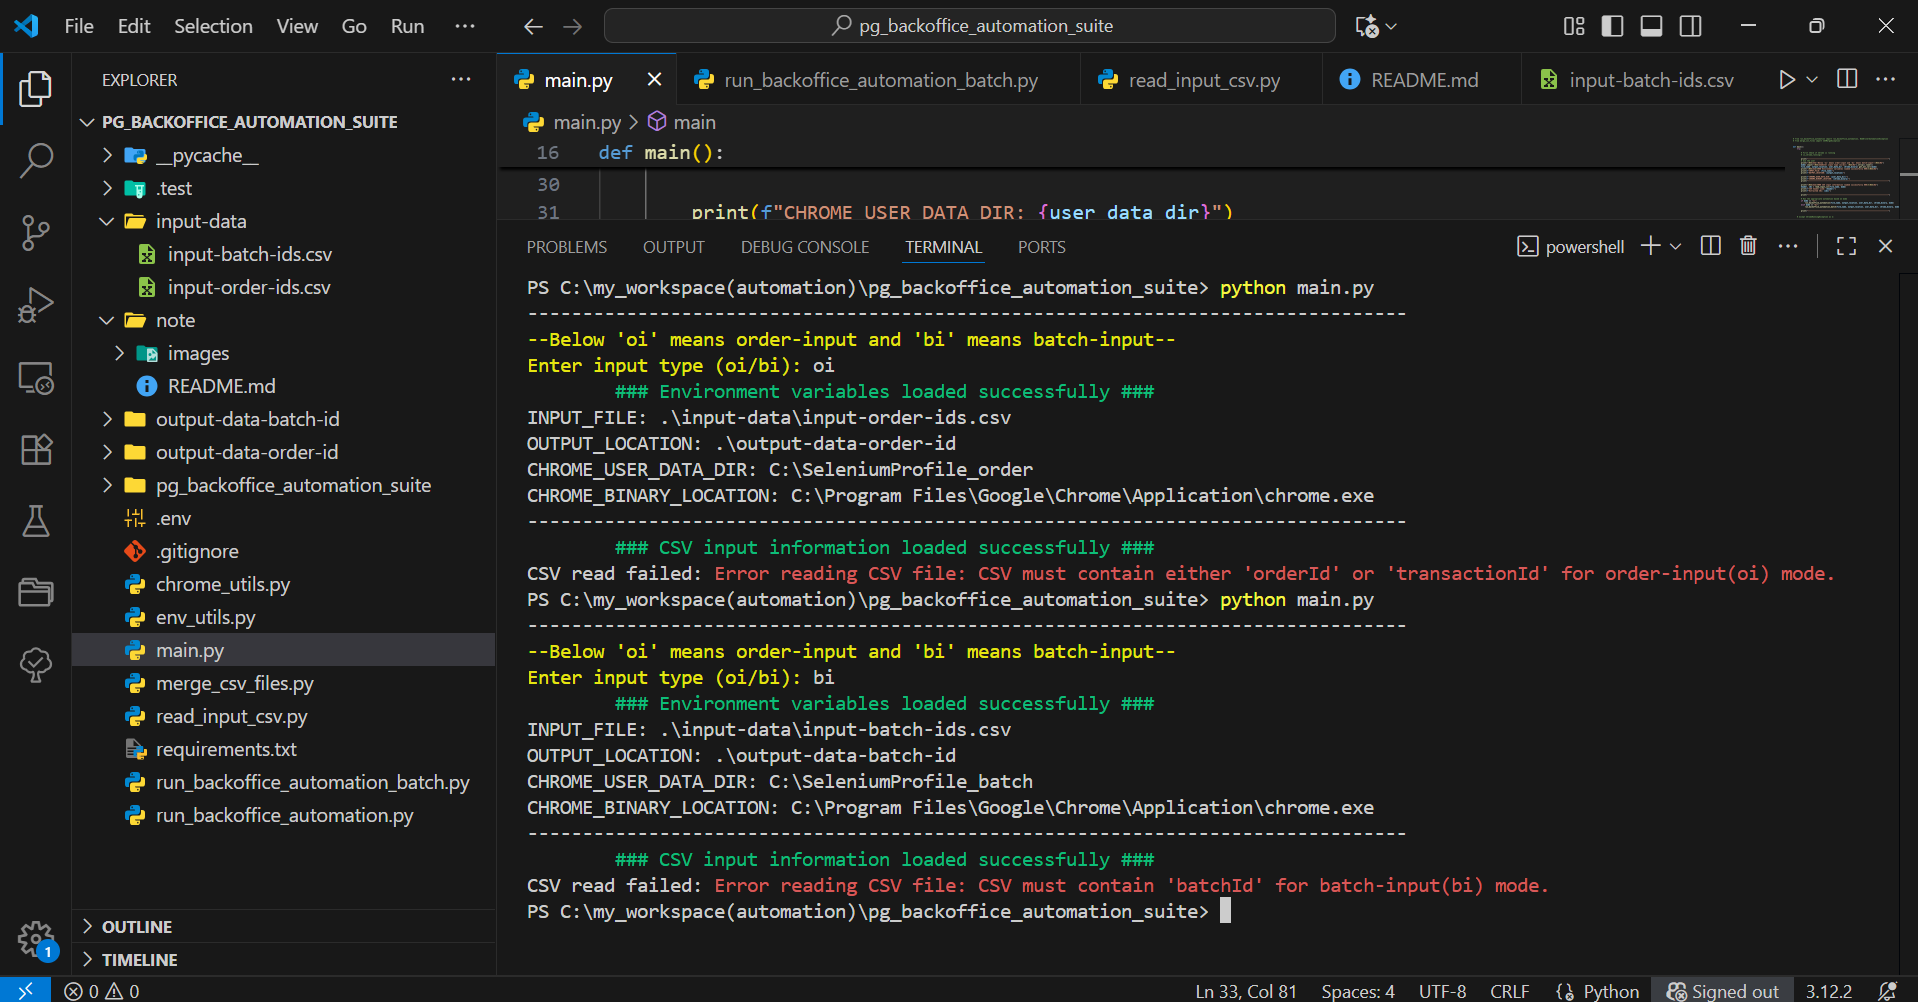 File Edit Selection View Go Run ···
pg_backoffice_automation_suite
EXPLORER
PG_BACKOFFICE_AUTOMATION_SUITE
__pycache__
.test
input-data
input-batch-ids.csv
input-order-ids.csv
note
images
README.md
output-data-batch-id
output-data-order-id
pg_backoffice_automation_suite
.env
.gitignore
chrome_utils.py
env_utils.py
main.py
merge_csv_files.py
read_input_csv.py
requirements.txt
run_backoffice_automation_batch.py
run_backoffice_automation.py
OUTLINE
TIMELINE
1
main.py run_backoffice_automation_batch.py read_input_csv.py README.md input-batch-ids.csv
main.py > main
16 def main():
30
31 print(f"CHROME USER DATA DIR: {user data dir}")
PROBLEMS OUTPUT DEBUG CONSOLE TERMINAL PORTS
powershell
PS C:\my_workspace(automation)\pg_backoffice_automation_suite> python main.py
--------------------------------------------------------------------------------
--Below 'oi' means order-input and 'bi' means batch-input--
Enter input type (oi/bi): oi
### Environment variables loaded successfully ###
INPUT_FILE: .\input-data\input-order-ids.csv
OUTPUT_LOCATION: .\output-data-order-id
CHROME_USER_DATA_DIR: C:\SeleniumProfile_order
CHROME_BINARY_LOCATION: C:\Program Files\Google\Chrome\Application\chrome.exe
--------------------------------------------------------------------------------
### CSV input information loaded successfully ###
CSV read failed: Error reading CSV file: CSV must contain either 'orderId' or 'transactionId' for order-input(oi) mode.
PS C:\my_workspace(automation)\pg_backoffice_automation_suite> python main.py
--------------------------------------------------------------------------------
--Below 'oi' means order-input and 'bi' means batch-input--
Enter input type (oi/bi): bi
### Environment variables loaded successfully ###
INPUT_FILE: .\input-data\input-batch-ids.csv
OUTPUT_LOCATION: .\output-data-batch-id
CHROME_USER_DATA_DIR: C:\SeleniumProfile_batch
CHROME_BINARY_LOCATION: C:\Program Files\Google\Chrome\Application\chrome.exe
--------------------------------------------------------------------------------
### CSV input information loaded successfully ###
CSV read failed: Error reading CSV file: CSV must contain 'batchId' for batch-input(bi) mode.
PS C:\my_workspace(automation)\pg_backoffice_automation_suite>
0 0 Ln 33, Col 81 Spaces: 4 UTF-8 CRLF {} Python Signed out 3.12.2